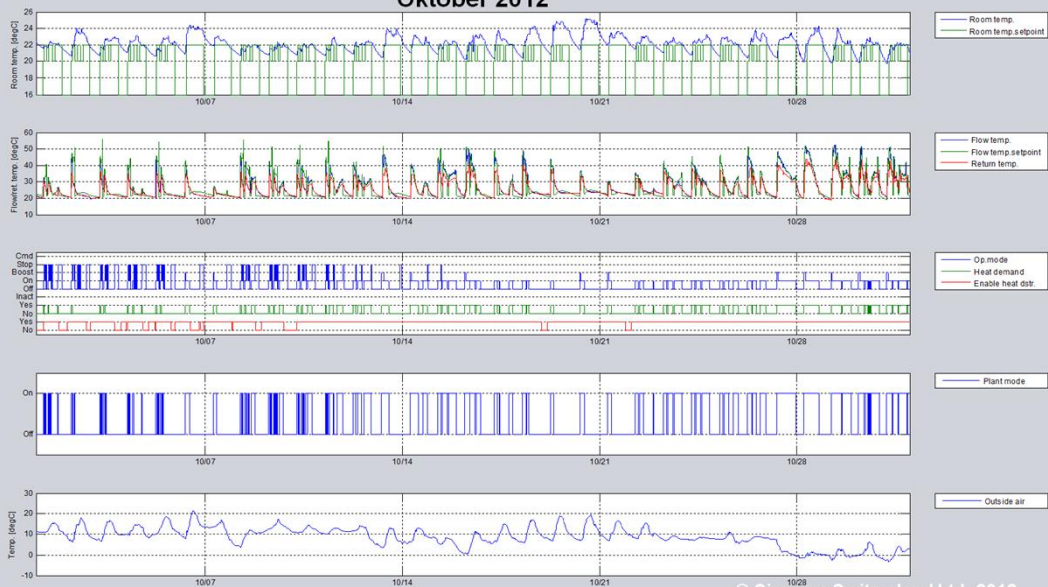 Oktober 2012
Room temp. [degC]
26
24
22
20
18
16
10/07
10/14
10/21
10/28
Room temp.
Room temp.setpoint
Flow/ret. temp. [degC]
60
50
40
30
20
10
10/07
10/14
10/21
10/28
Flow temp.
Flow temp.setpoint
Return temp.
Cmd
Stop
Boost
On
Off
Inact
Yes
No
Yes
No
10/07
10/14
10/21
10/28
Op.mode
Heat demand
Enable heat dstr.
On
Off
10/07
10/14
10/21
10/28
Plant mode
Temp. [degC]
30
20
10
0
-10
10/07
10/14
10/21
10/28
Outside air